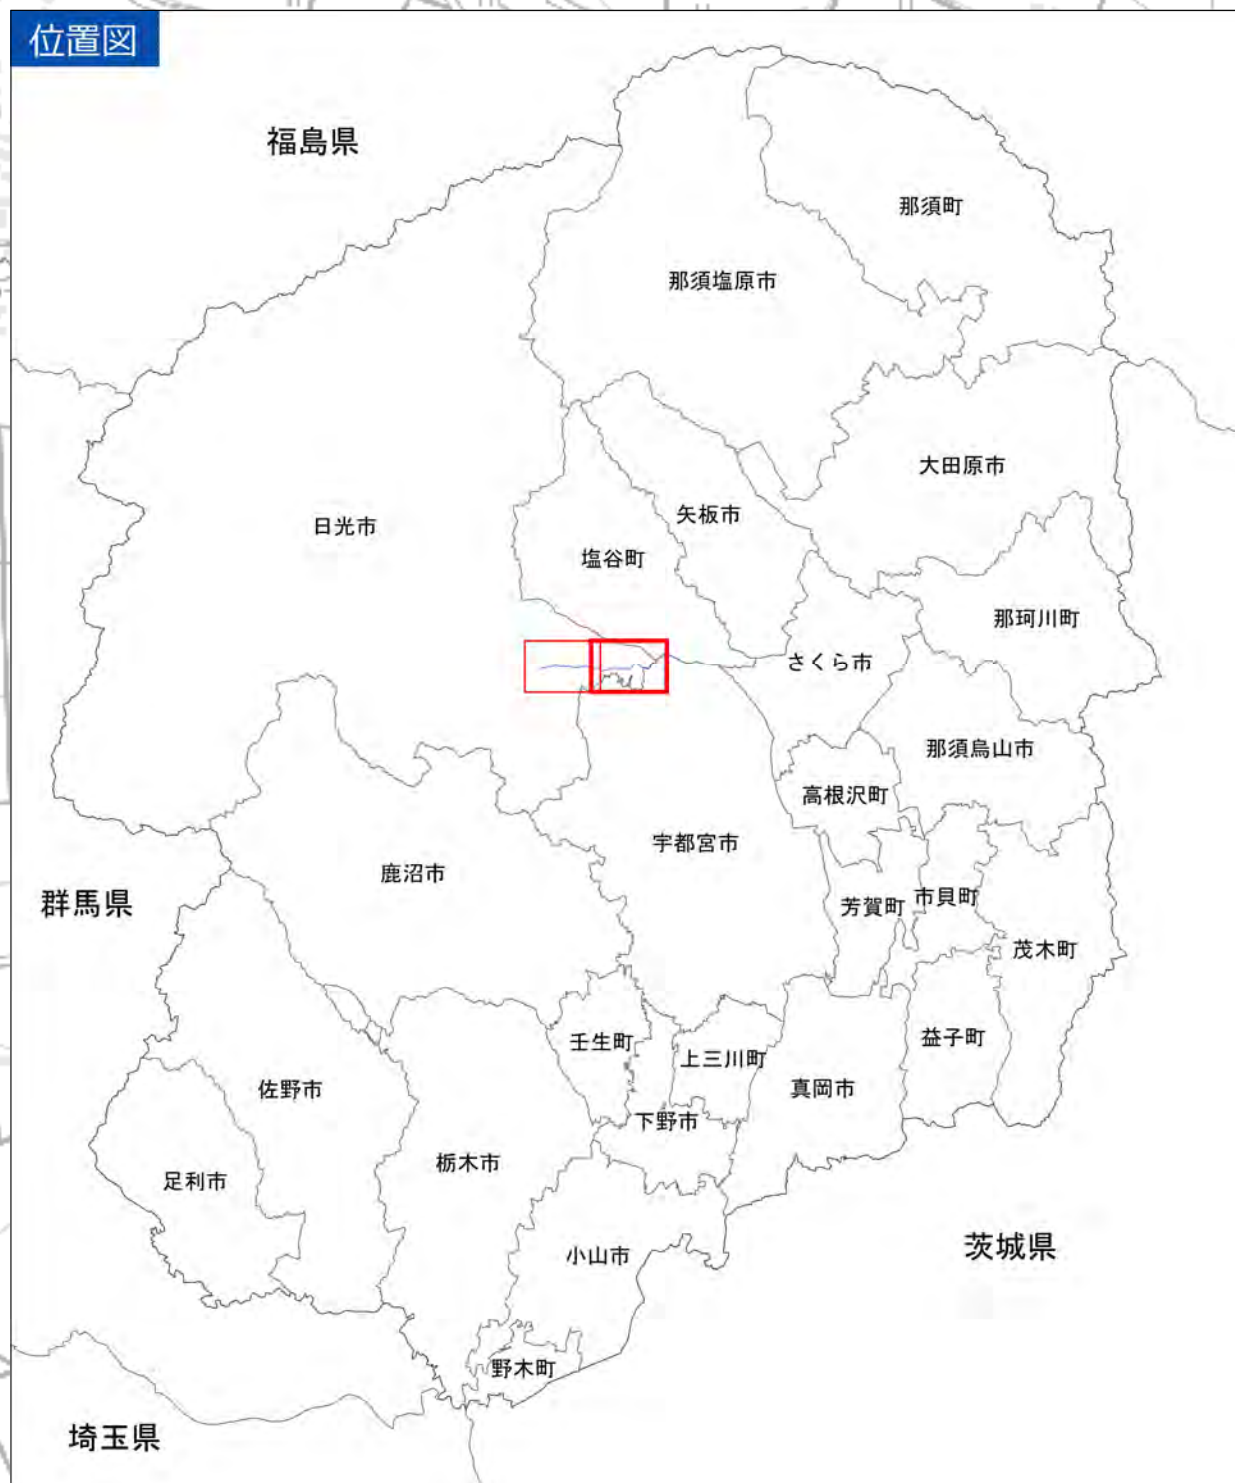 位置図
福島県
那須町
那須塩原市
大田原市
矢板市
日光市
塩谷町
那珂川町
さくら市
那須烏山市
高根沢町
宇都宮市
鹿沼市
市貝町
群馬県
芳賀町
茂木町
益子町
壬生町
上三川町
真岡市
佐野市
下野市
栃木市
足利市
茨城県
小山市
野木町
埼玉県